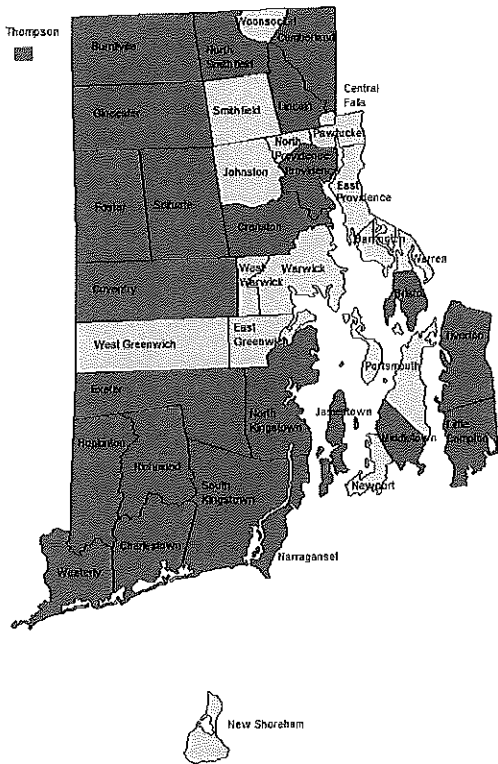 Thompson
Woonsocket
Cumberland
Burrillville
North
Smithfield
Central
Falls
Glocester
Smithfield
Lincoln
North
Providence
Pawtucket
Johnston
Providence
East
Providence
Foster
Scituate
Cranston
Barrington
Warren
West
Warwick
Warwick
Coventry
Bristol
East
Greenwich
West Greenwich
Tiverton
Portsmouth
Exeter
Jamestown
North
Kingstown
Middletown
Little
Compton
Hopkinton
Richmond
South
Kingstown
Newport
Charlestown
Narragansel
Westerly
New Shoreham